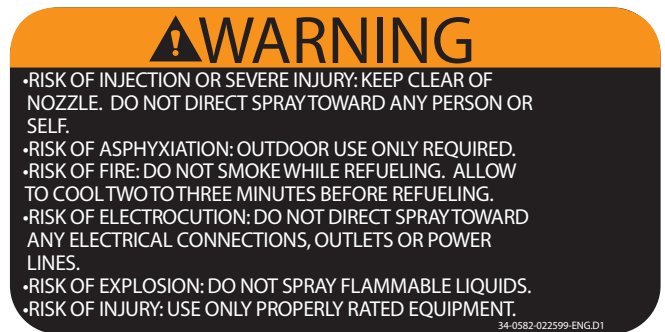 WARNING
•RISK OF INJECTION OR SEVERE INJURY: KEEP CLEAR OF
NOZZLE. DO NOT DIRECT SPRAY TOWARD ANY PERSON OR
SELF.
•RISK OF ASPHYXIATION: OUTDOOR USE ONLY REQUIRED.
•RISK OF FIRE: DO NOT SMOKE WHILE REFUELING. ALLOW
TO COOL TWO TO THREE MINUTES BEFORE REFUELING.
•RISK OF ELECTROCUTION: DO NOT DIRECT SPRAY TOWARD
ANY ELECTRICAL CONNECTIONS, OUTLETS OR POWER
LINES.
•RISK OF EXPLOSION: DO NOT SPRAY FLAMMABLE LIQUIDS.
•RISK OF INJURY: USE ONLY PROPERLY RATED EQUIPMENT.
34-0582-022599-ENG.D1